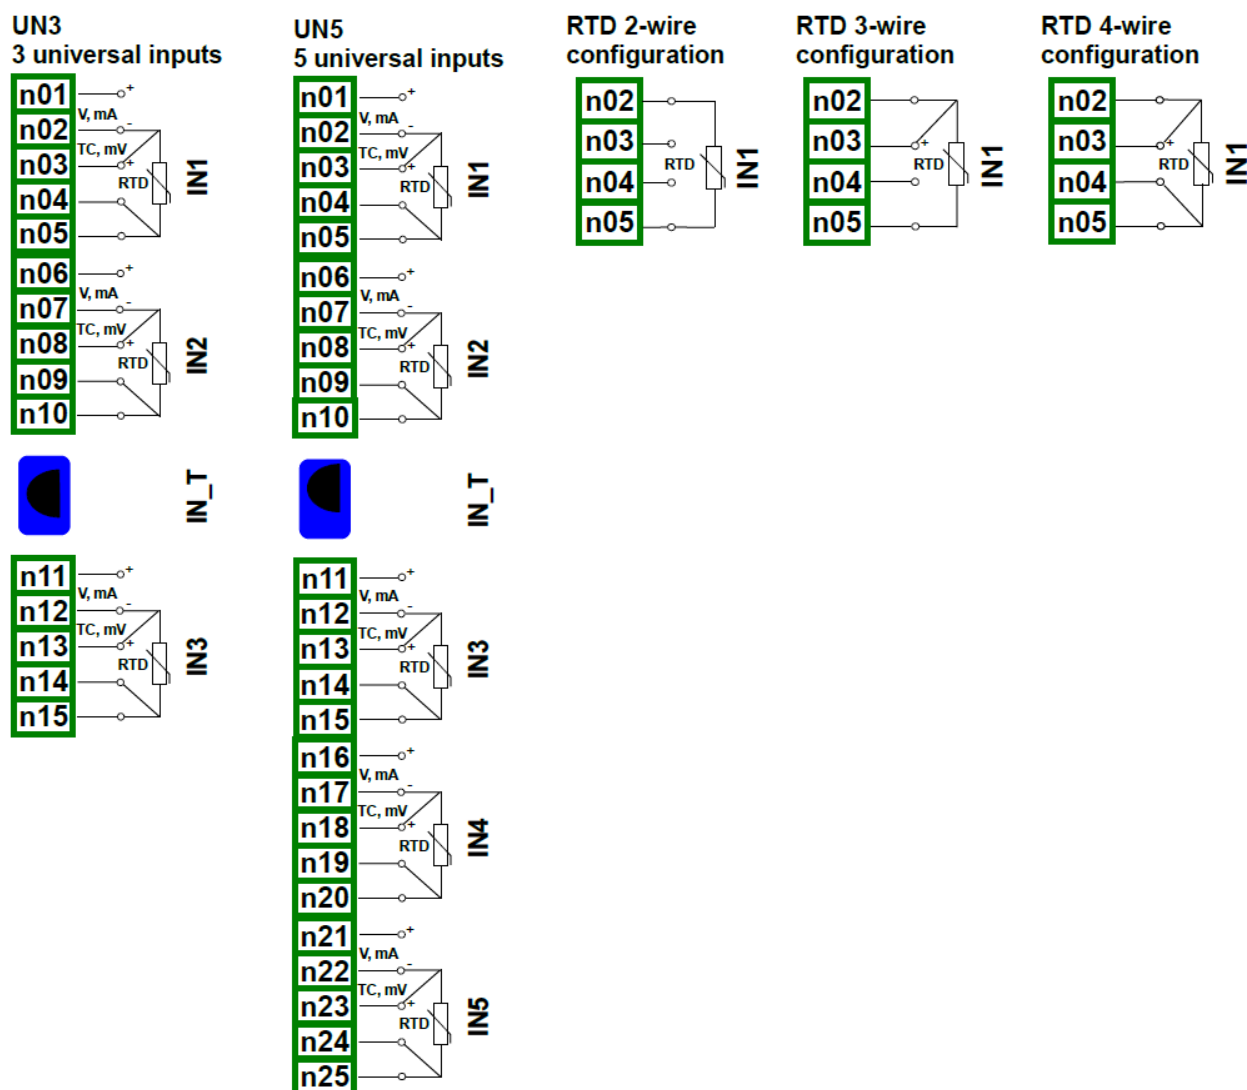 UN3
3 universal inputs
n01
+
V, mA
n02
-
TC, mV
n03
+
RTD
n04
n05
IN1
n06
+
V, mA
n07
-
TC, mV
n08
+
RTD
n09
n10
IN2
IN_T
n11
+
V, mA
n12
-
TC, mV
n13
+
RTD
n14
n15
IN3
UN5
5 universal inputs
n01
+
V, mA
n02
-
TC, mV
n03
+
RTD
n04
n05
IN1
n06
+
V, mA
n07
-
TC, mV
n08
+
RTD
n09
n10
IN2
IN_T
n11
+
V, mA
n12
-
TC, mV
n13
+
RTD
n14
n15
IN3
n16
+
V, mA
n17
-
TC, mV
n18
+
RTD
n19
n20
IN4
n21
+
V, mA
n22
-
TC, mV
n23
+
RTD
n24
n25
IN5
RTD 2-wire
configuration
n02
n03
RTD
n04
n05
IN1
RTD 3-wire
configuration
n02
n03
+
RTD
n04
n05
IN1
RTD 4-wire
configuration
n02
n03
+
RTD
n04
n05
IN1